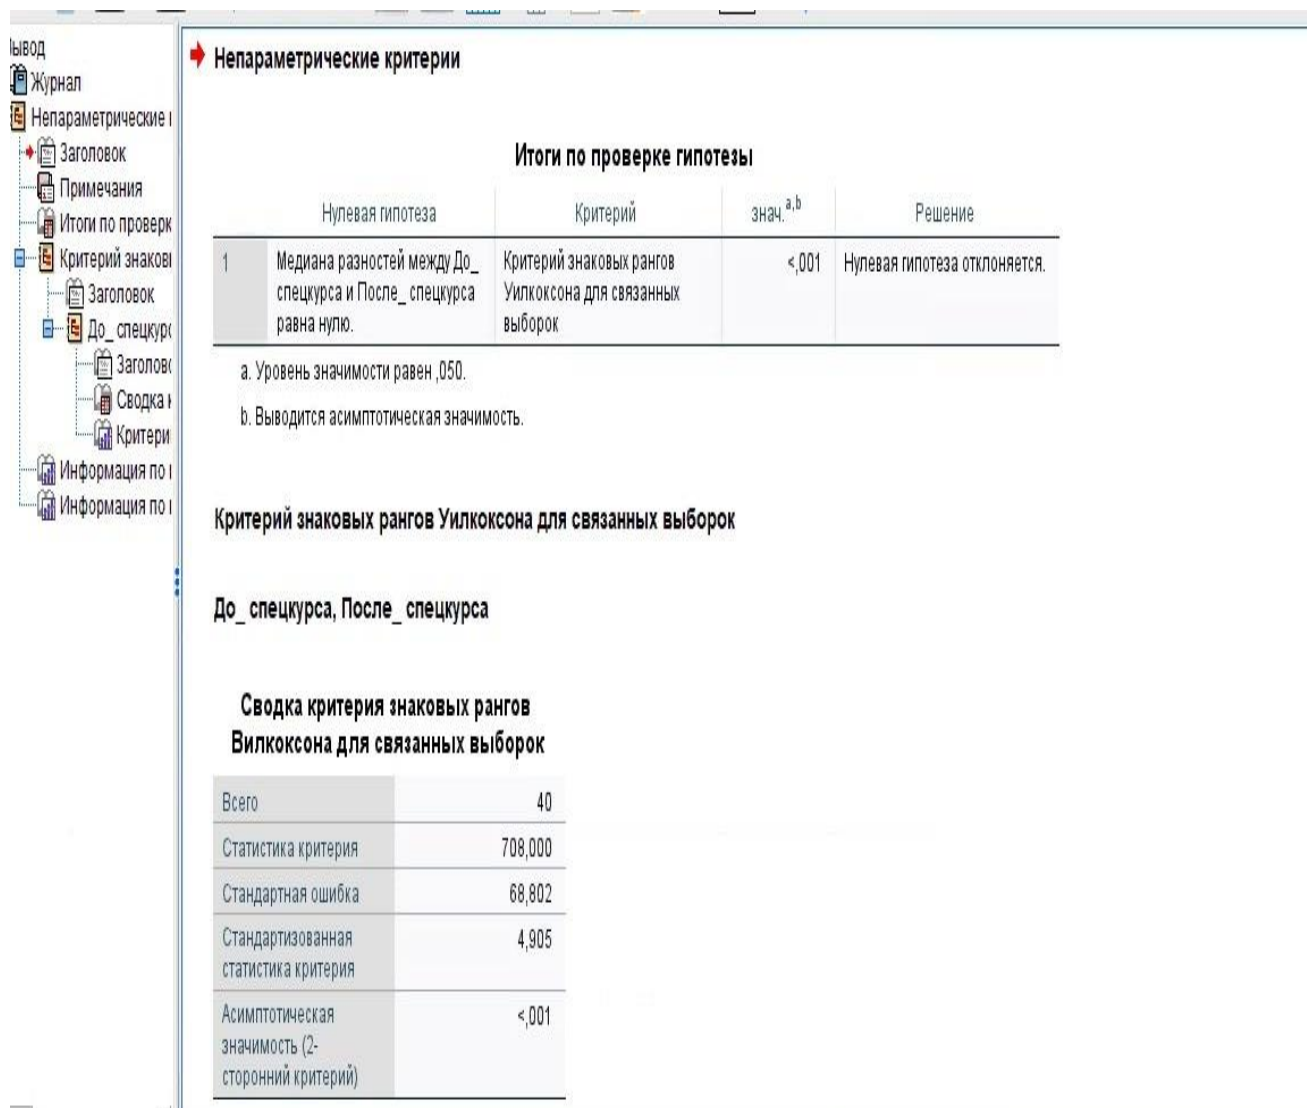 Журнал
Непараметрические
Заголовок
Примечания
Итоги по проверк
Критерий знаков
Заголовок
До_ спецкур
Заголов
Сводка
Критери
Информация по
Информация по
Непараметрические критерии
Итоги по проверке гипотезы
Нулевая гипотеза Критерий знач.a,b Решение
1 Медиана разностей между До_ Критерий знаковых рангов <,001 Нулевая гипотеза отклоняется.
спецкурса и После_ спецкурса Уилкоксона для связанных
равна нулю. выборок
a. Уровень значимости равен ,050.
b. Выводится асимптотическая значимость.
Критерий знаковых рангов Уилкоксона для связанных выборок
До_ спецкурса, После_ спецкурса
Сводка критерия знаковых рангов
Вилкоксона для связанных выборок
Всего 40
Статистика критерия 708,000
Стандартная ошибка 68,802
Стандартизованная 4,905
статистика критерия
Асимптотическая <,001
значимость (2-
сторонний критерий)